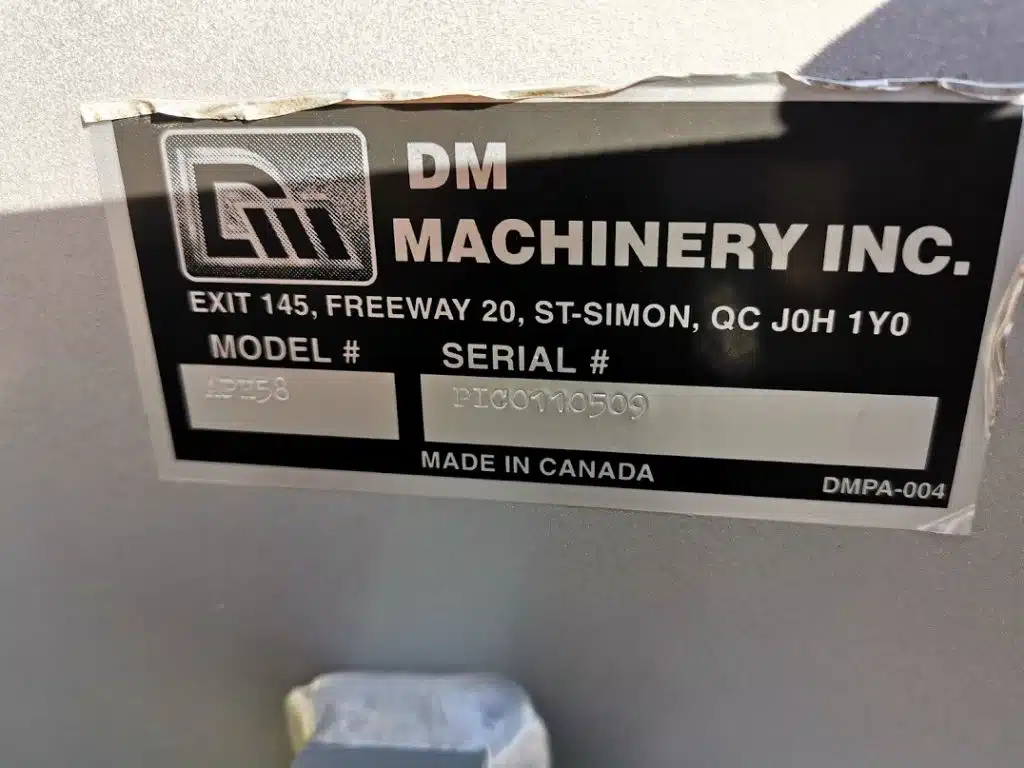 DM
MACHINERY INC.
EXIT 145, FREEWAY 20, ST-SIMON, QC J0H 1Y0
MODEL # SERIAL #
PICO110509
MADE IN CANADA
DMPA-004